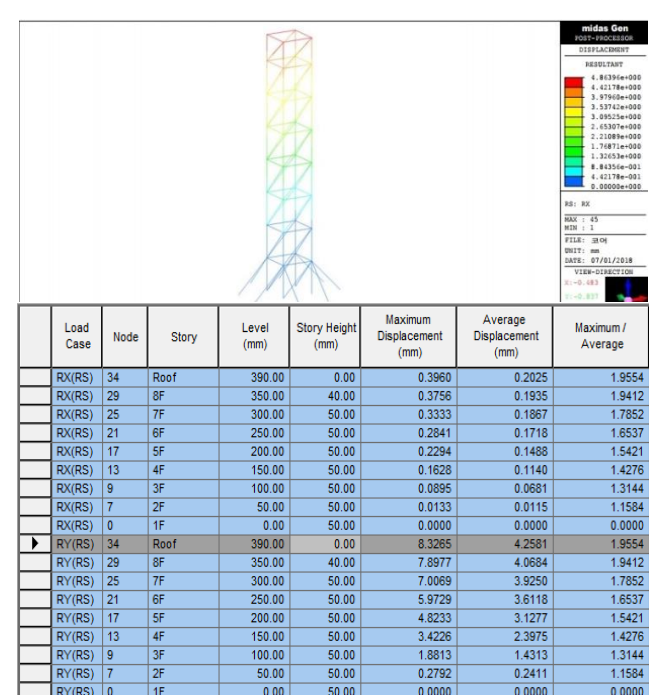 midas Gen
POST-PROCESSOR
DISPLACEMENT
RESULTANT
4.86396e+000
4.42178e+000
3.97960e+000
3.53742e+000
3.09525e+000
2.65307e+000
2.21089e+000
1.76871e+000
1.32653e+000
8.84356e-001
4.42178e-001
0.00000e+000
RS: RX
MAX : 45
MIN : 1
FILE: 코어
UNIT: mm
DATE: 07/01/2018
VIEW-DIRECTION
X:-0.483
Y:-0.837
Load Case Node Story Level (mm) Story Height (mm) Maximum Displacement (mm) Average Displacement (mm) Maximum / Average
RX(RS) 34 Roof 390.00 0.00 0.3960 0.2025 1.9554
RX(RS) 29 8F 350.00 40.00 0.3756 0.1935 1.9412
RX(RS) 25 7F 300.00 50.00 0.3333 0.1867 1.7852
RX(RS) 21 6F 250.00 50.00 0.2841 0.1718 1.6537
RX(RS) 17 5F 200.00 50.00 0.2294 0.1488 1.5421
RX(RS) 13 4F 150.00 50.00 0.1628 0.1140 1.4276
RX(RS) 9 3F 100.00 50.00 0.0895 0.0681 1.3144
RX(RS) 7 2F 50.00 50.00 0.0133 0.0115 1.1584
RX(RS) 0 1F 0.00 50.00 0.0000 0.0000 0.0000
RY(RS) 34 Roof 390.00 0.00 8.3265 4.2581 1.9554
RY(RS) 29 8F 350.00 40.00 7.8977 4.0684 1.9412
RY(RS) 25 7F 300.00 50.00 7.0069 3.9250 1.7852
RY(RS) 21 6F 250.00 50.00 5.9729 3.6118 1.6537
RY(RS) 17 5F 200.00 50.00 4.8233 3.1277 1.5421
RY(RS) 13 4F 150.00 50.00 3.4226 2.3975 1.4276
RY(RS) 9 3F 100.00 50.00 1.8813 1.4313 1.3144
RY(RS) 7 2F 50.00 50.00 0.2792 0.2411 1.1584
RY(RS) 0 1F 0.00 50.00 0.0000 0.0000 0.0000